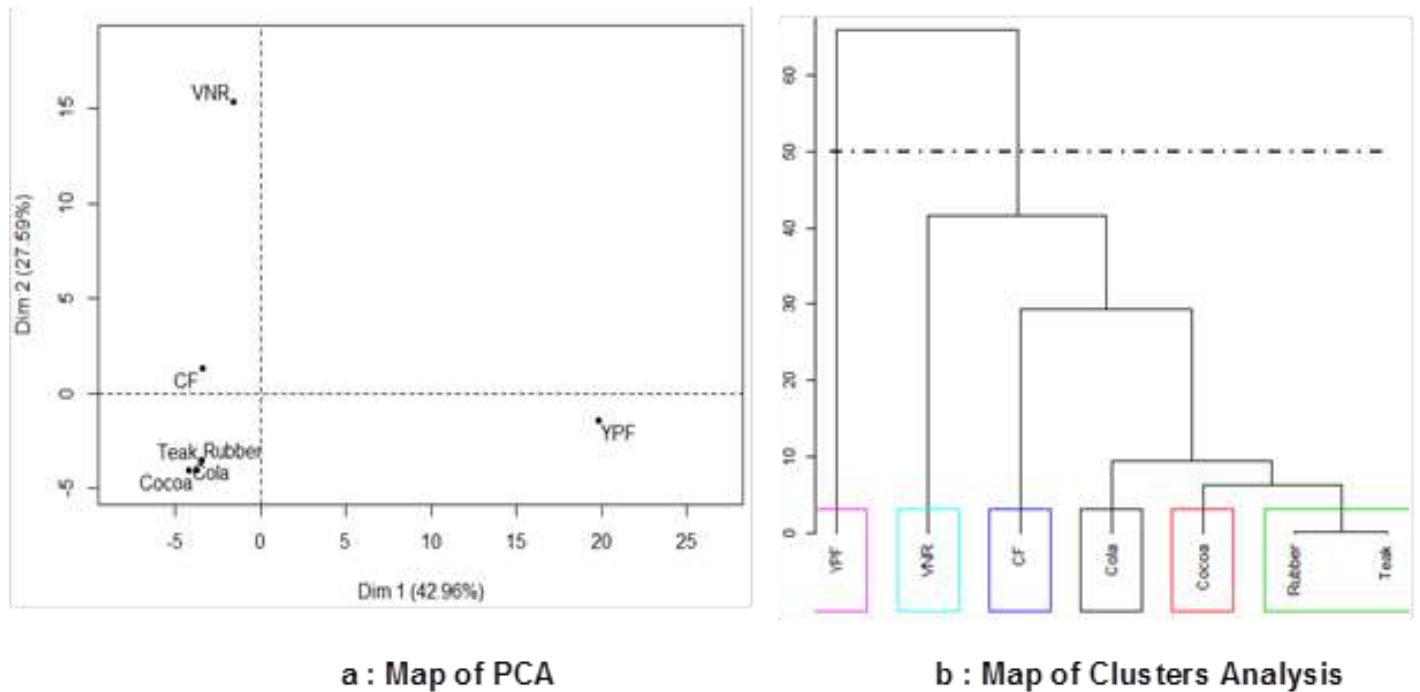 VNR
CF
YPF
Teak Rubber
Cola
Cocoa
15
10
5
0
-5
Dim 2 (27.59%)
-5 0 5 10 15 20 25
Dim 1 (42.96%)
a : Map of PCA
60
50
40
30
20
10
0
YPF
VNR
CF
Cola
Cocoa
Rubber
Teak
b : Map of Clusters Analysis